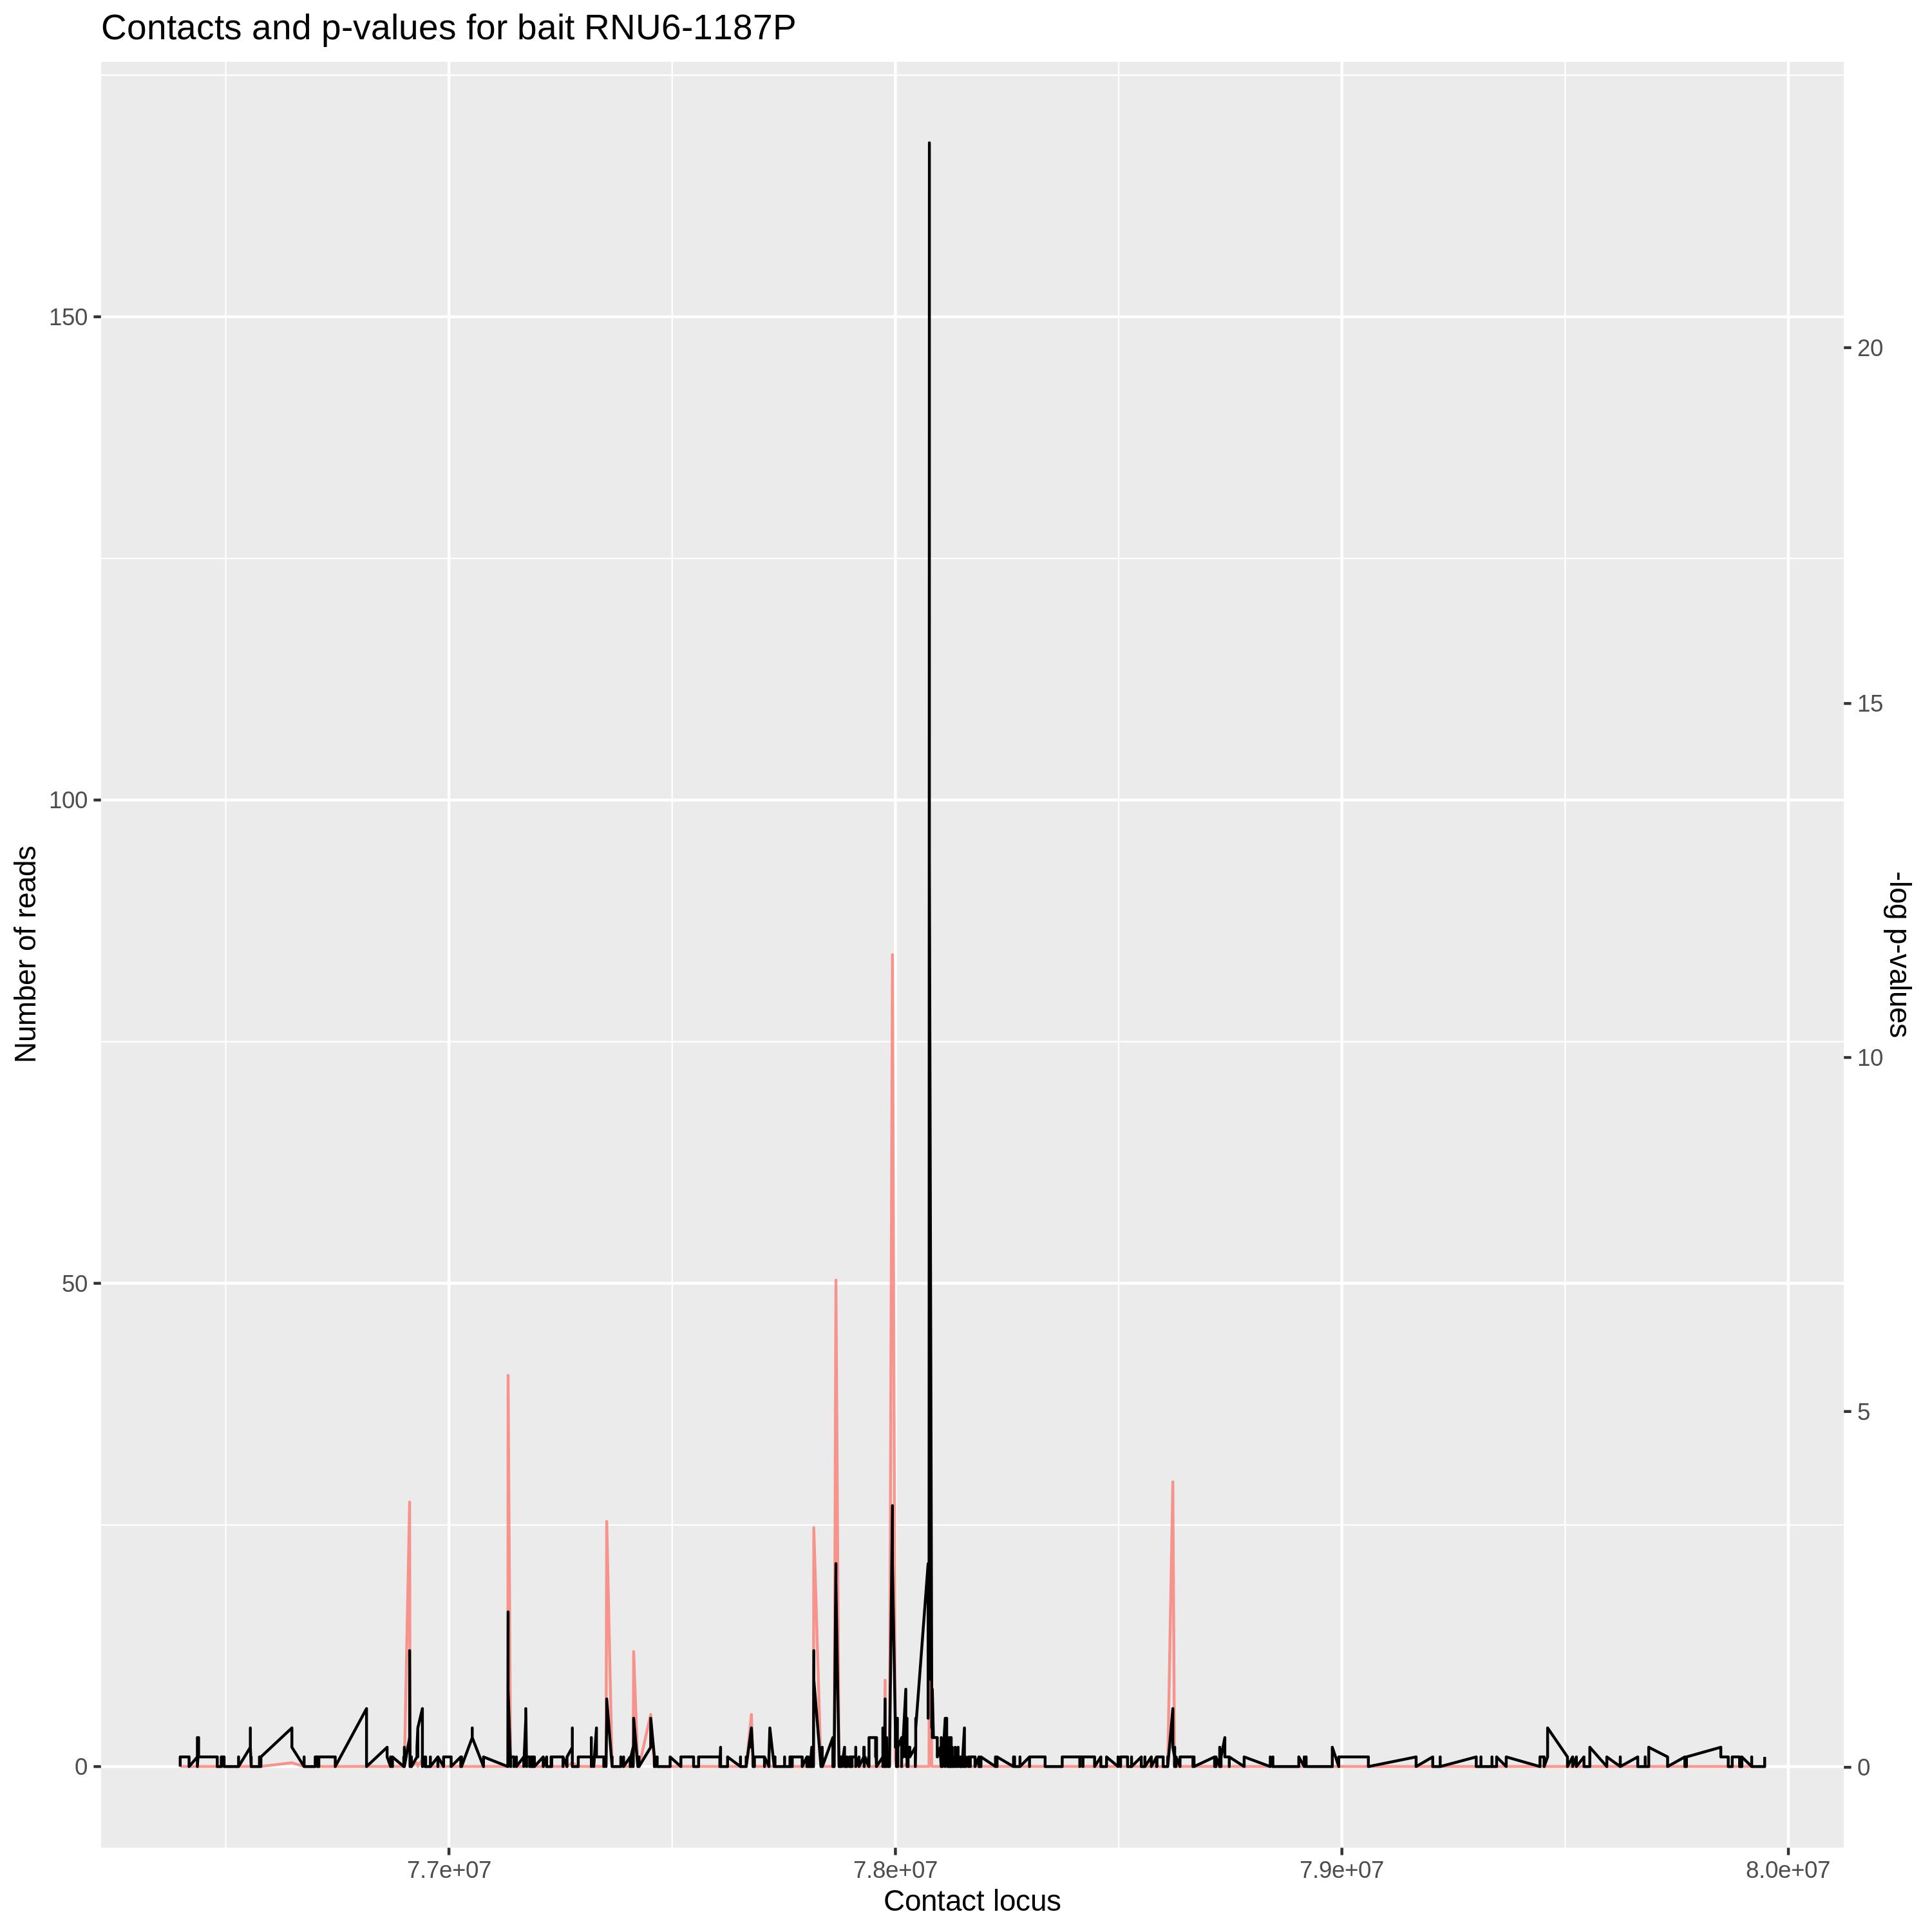 Contacts and p-values for bait RNU6-1187P
150
100
50
0
Number of reads
20
15
10
5
0
-log p-values
7.7e+07
7.8e+07
7.9e+07
8.0e+07
Contact locus